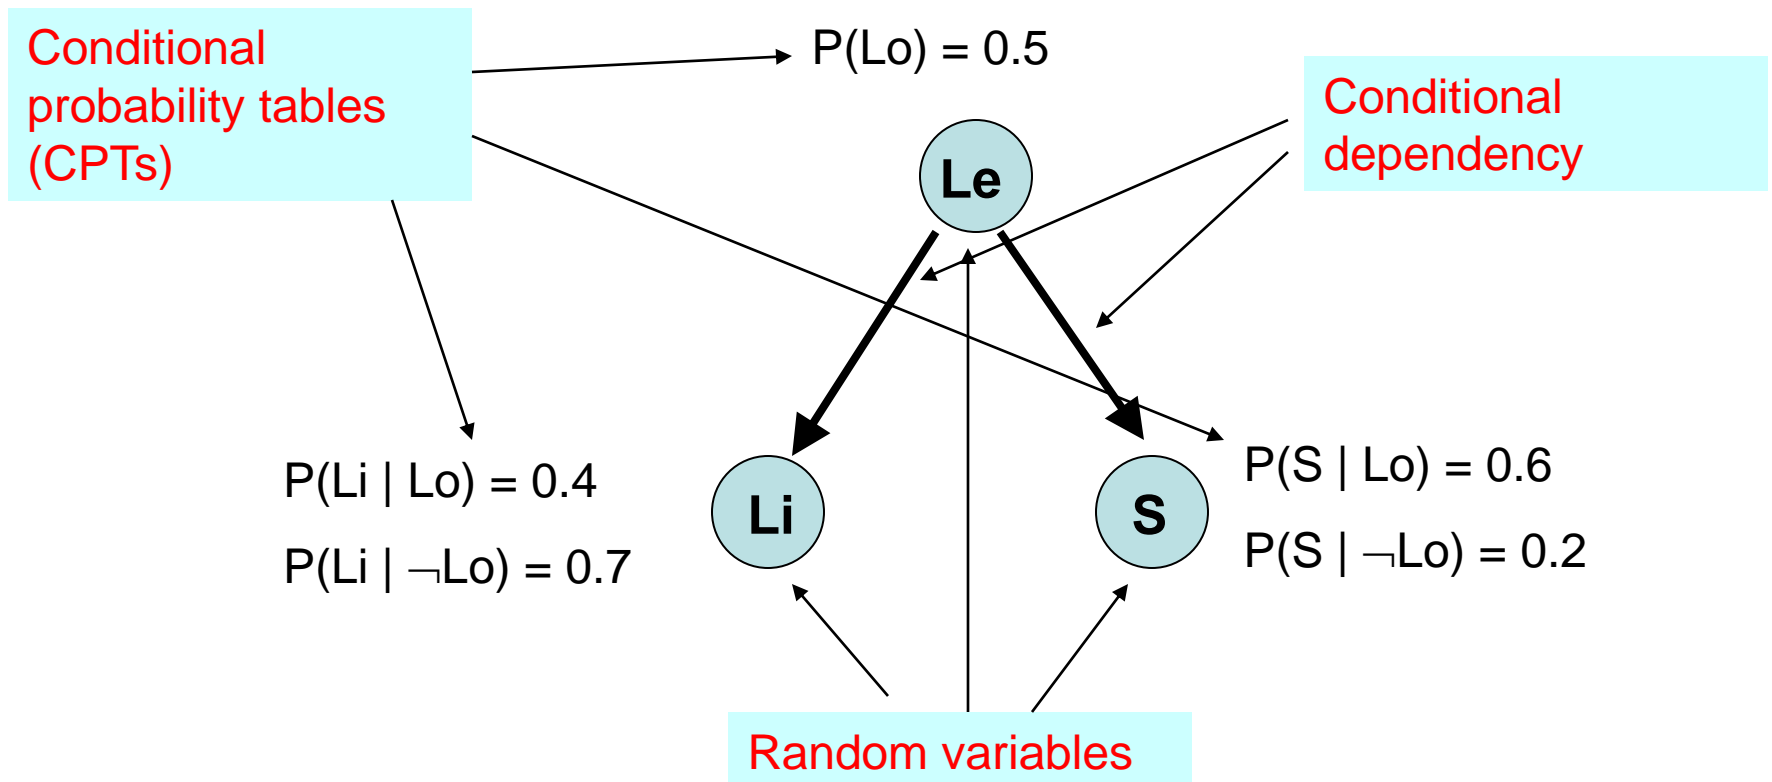 Conditional
probability tables
(CPTs)
P(Lo) = 0.5
Conditional
dependency
Le
P(Li | Lo) = 0.4
P(Li | ¬Lo) = 0.7
Li
S
P(S | Lo) = 0.6
P(S | ¬Lo) = 0.2
Random variables